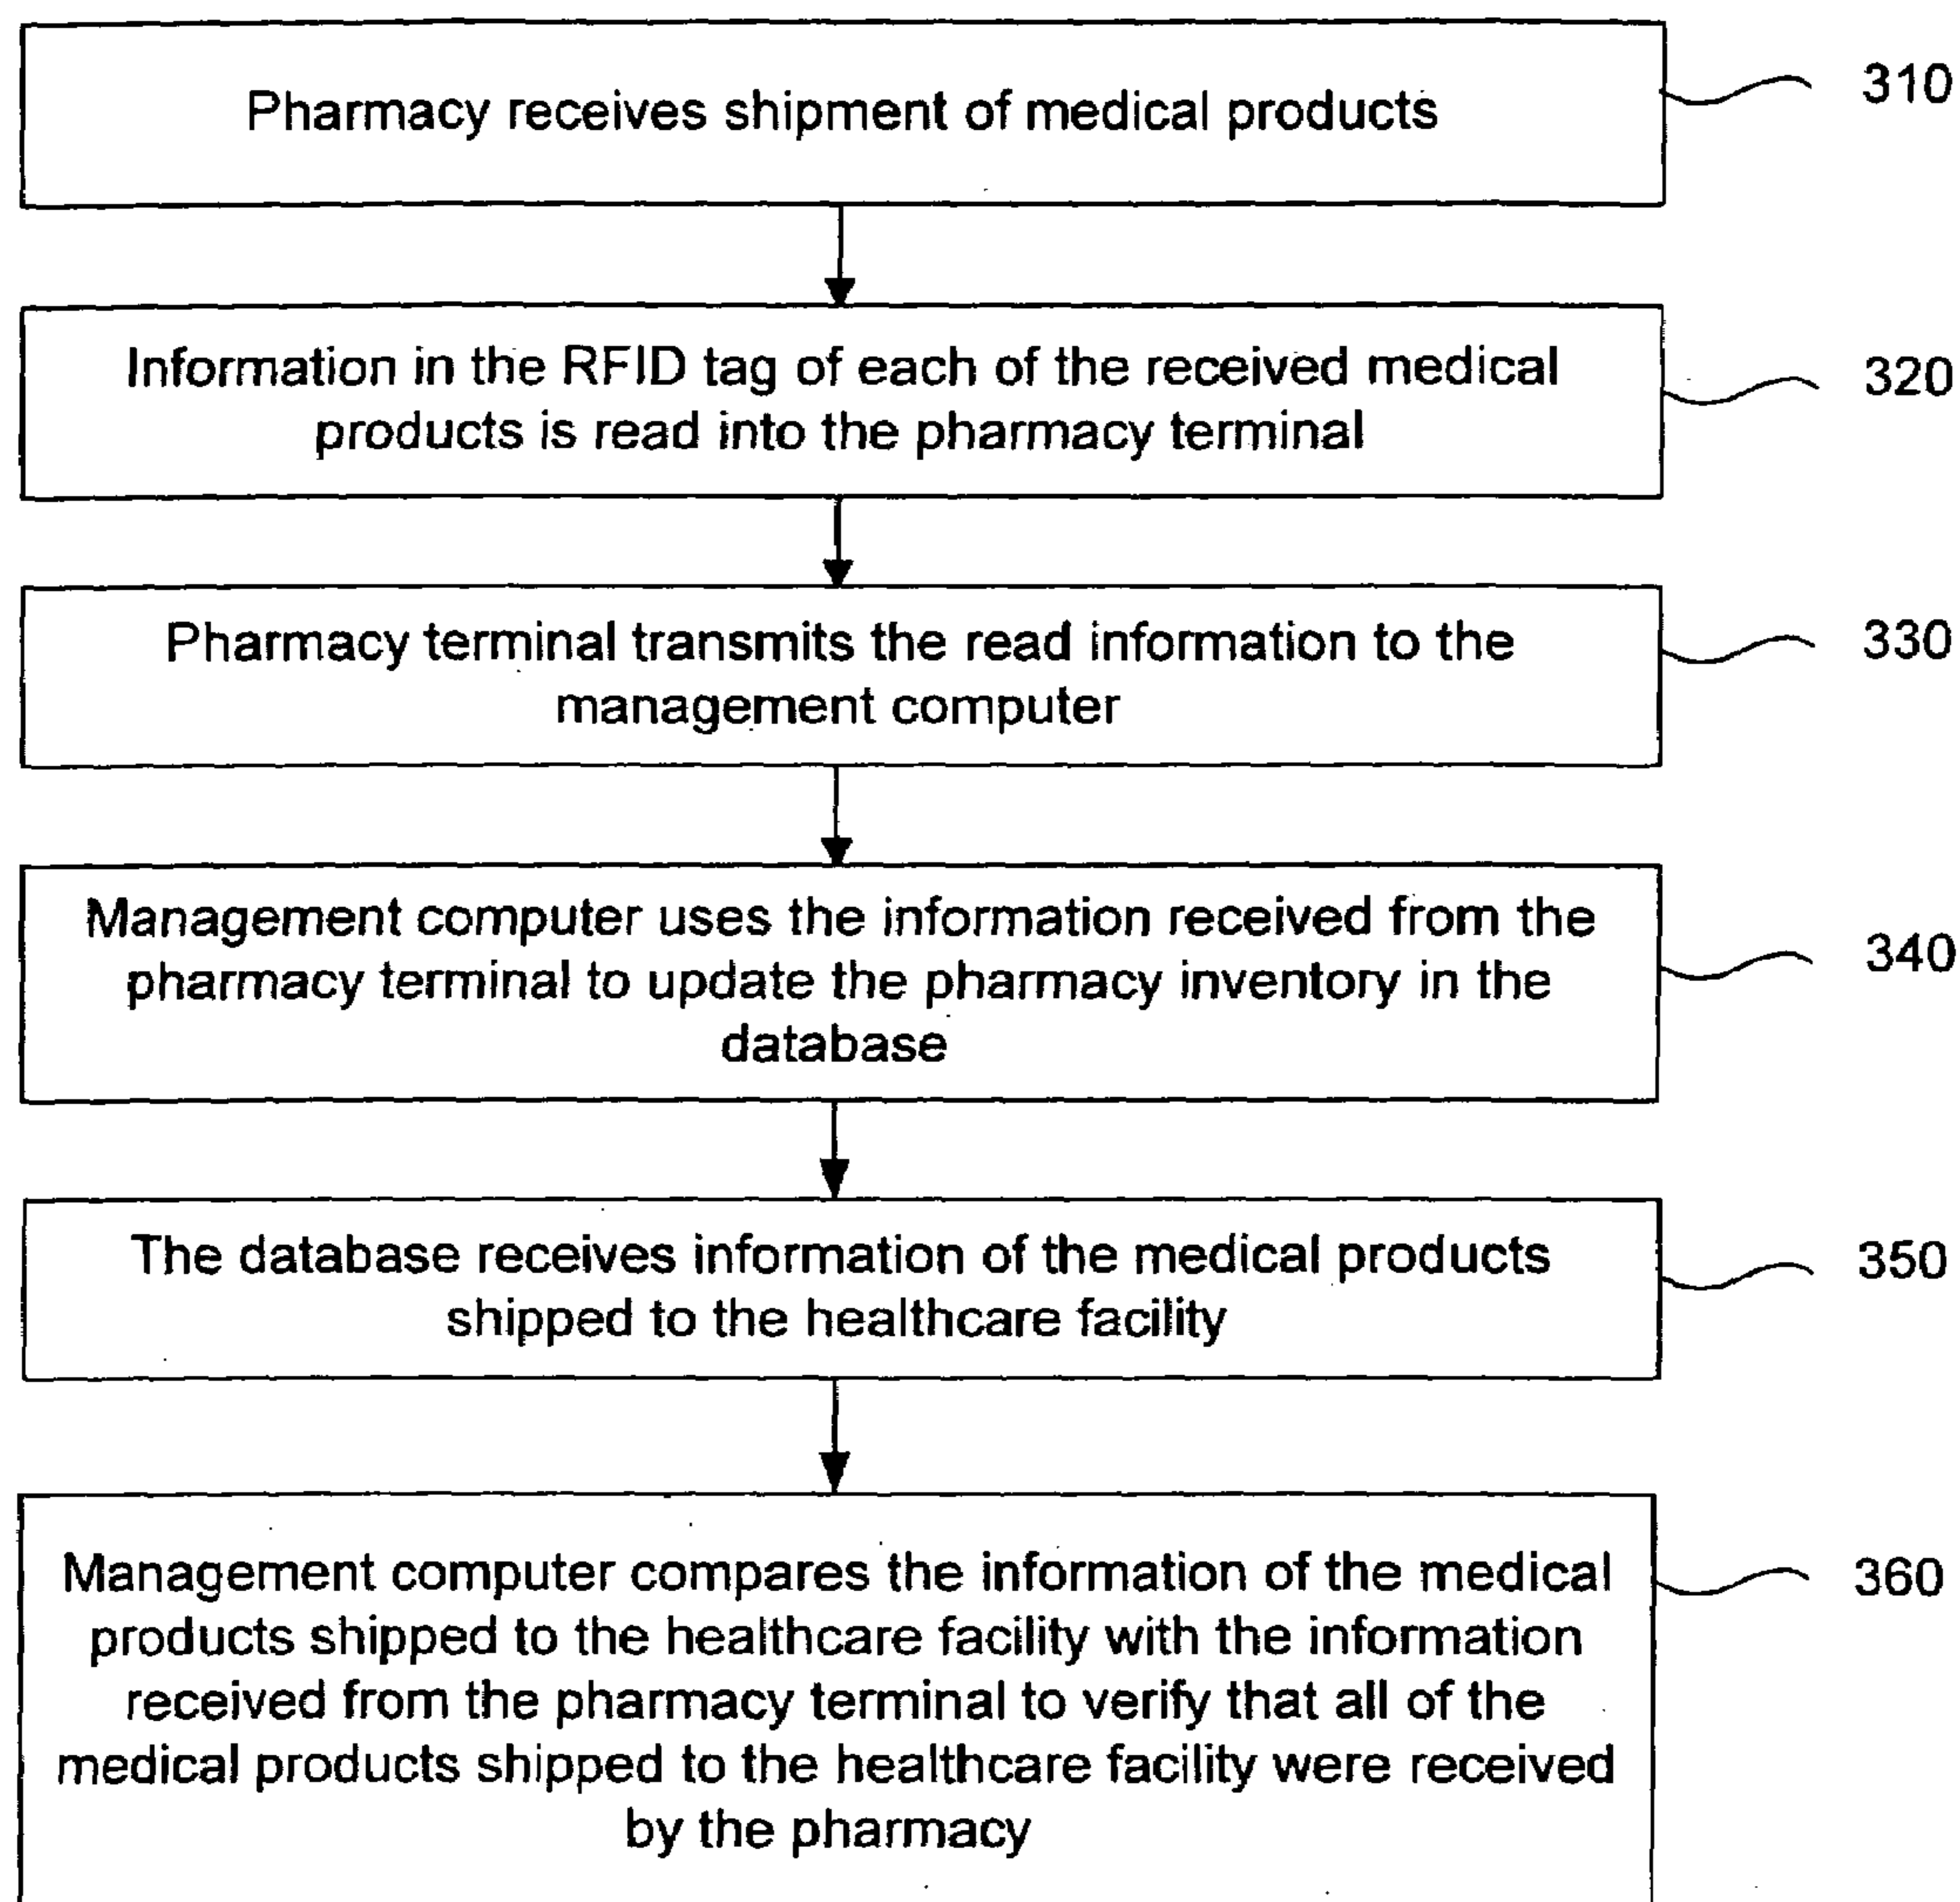 Pharmacy receives shipment of medical products
310
Information in the RFID tag of each of the received medical
products is read into the pharmacy terminal
320
Pharmacy terminal transmits the read information to the
management computer
330
Management computer uses the information received from the
pharmacy terminal to update the pharmacy inventory in the
database
340
The database receives information of the medical products
shipped to the healthcare facility
350
Management computer compares the information of the medical
products shipped to the healthcare facility with the information
received from the pharmacy terminal to verify that all of the
medical products shipped to the healthcare facility were received
by the pharmacy
360